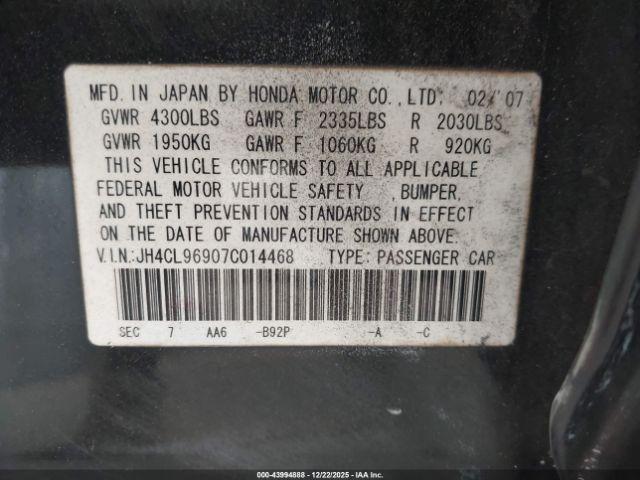 MFD. IN JAPAN BY HONDA MOTOR CO., LTD. 02/'07
GVWR 4300LBS GAWR F 2335LBS R 2030LBS
GVWR 1950KG GAWR F 1060KG R 920KG
THIS VEHICLE CONFORMS TO ALL APPLICABLE
FEDERAL MOTOR VEHICLE SAFETY , BUMPER,
AND THEFT PREVENTION STANDARDS IN EFFECT
ON THE DATE OF MANUFACTURE SHOWN ABOVE.
V.I.N.:JH4CL96907C014468 TYPE: PASSENGER CAR
SEC 7 AA6 -B92P -A -C
000-43994888 - 12/22/2025 - IAAI.COM